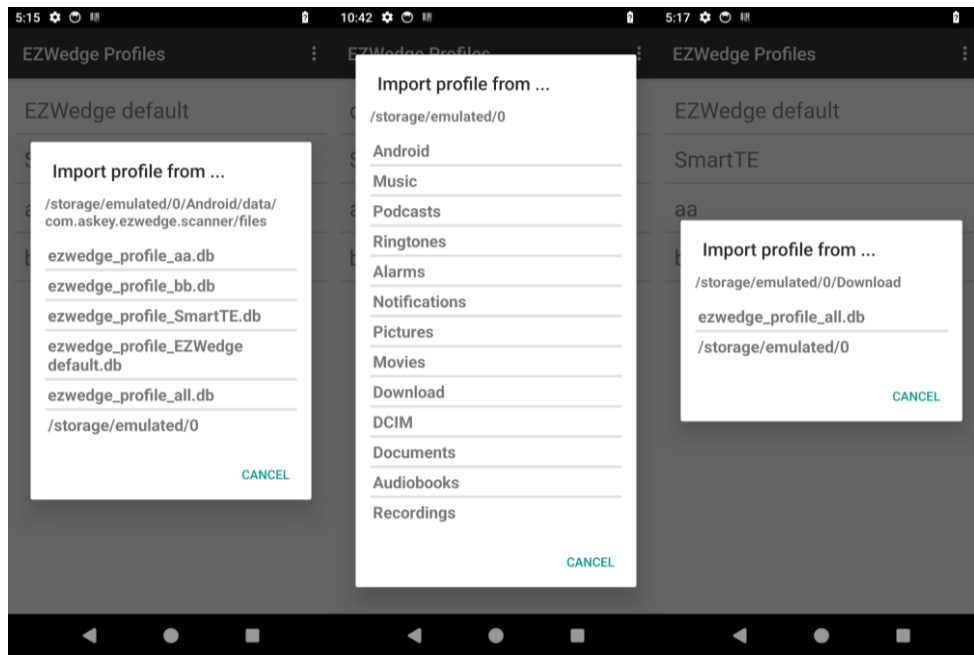 5:15
EZWedge Profiles
EZWedge default
Import profile from ...
/storage/emulated/0/Android/data/
com.askey.ezwedge.scanner/files
ezwedge_profile_aa.db
ezwedge_profile_bb.db
ezwedge_profile_SmartTE.db
ezwedge_profile_EZWedge
default.db
ezwedge_profile_all.db
/storage/emulated/0
CANCEL
10:42
EZWedge Profiles
Import profile from ...
/storage/emulated/0
Android
Music
Podcasts
Ringtones
Alarms
Notifications
Pictures
Movies
Download
DCIM
Documents
Audiobooks
Recordings
CANCEL
5:17
EZWedge Profiles
EZWedge default
SmartTE
aa
Import profile from ...
/storage/emulated/0/Download
ezwedge_profile_all.db
/storage/emulated/0
CANCEL